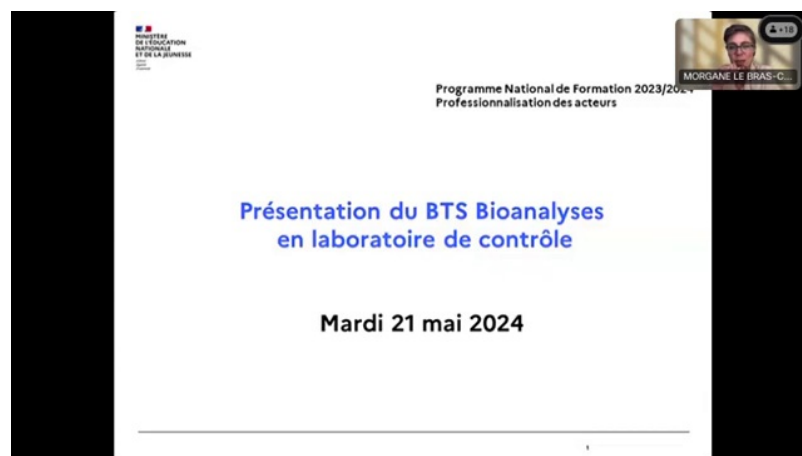 MINISTÈRE
DE L'ÉDUCATION
NATIONALE
ET DE LA JEUNESSE
+18
MORGANE LE BRAS-C...
Programme National de Formation 2023/2024
Professionnalisation des acteurs
Présentation du BTS Bioanalyses
en laboratoire de contrôle
Mardi 21 mai 2024
1